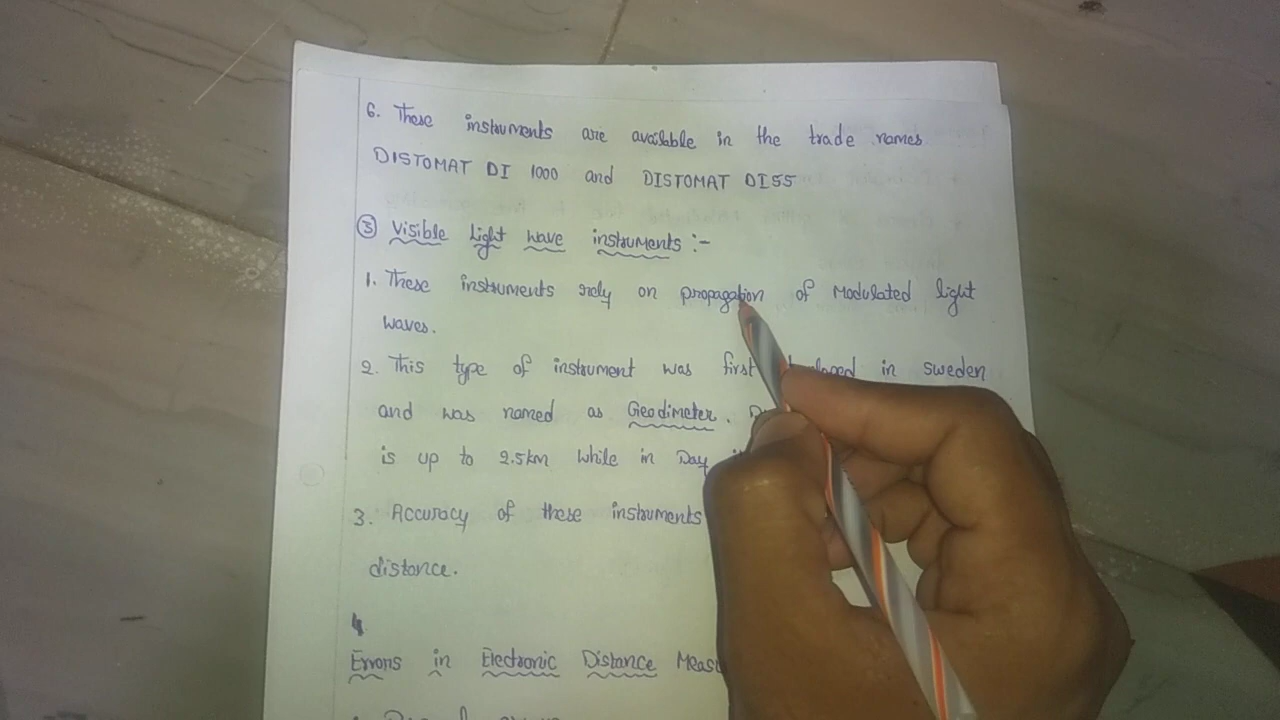 6. These instruments are available in the trade names
DISTOMAT DI 1000 and DISTOMAT DI55
③ Visible light wave instruments :-
1. These instruments rely on propagation of Modulated light
waves.
2. This type of instrument was first in sweden
and was named as Geodimeter.
is up to 2.5km while in Day
3. Accuracy of these instruments
distance.
4
Errors in Electronic Distance